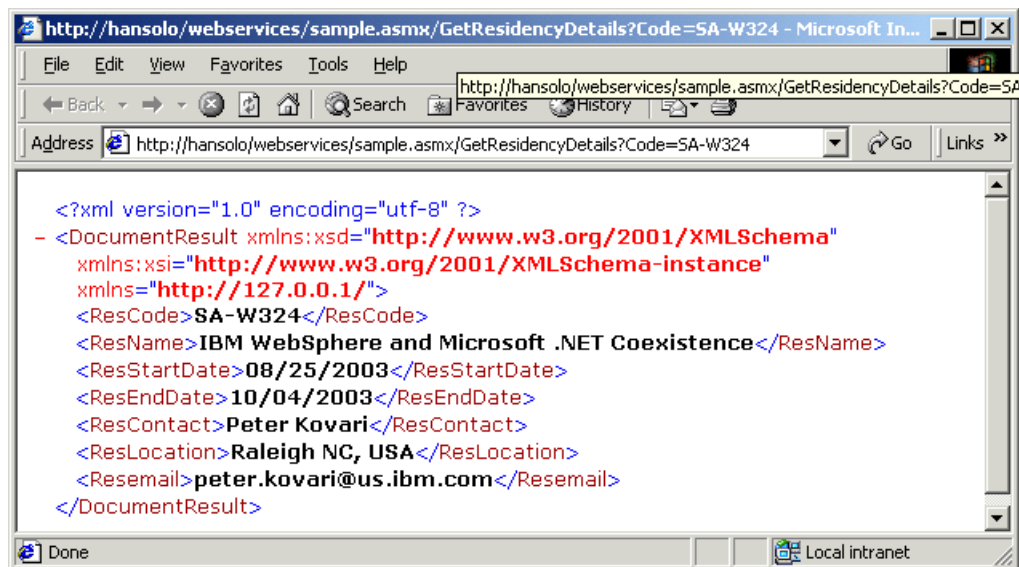 http://hansolo/webservices/sample.asmx/GetResidencyDetails?Code=SA-W324 - Microsoft In...
File Edit View Favorites Tools Help
http://hansolo/webservices/sample.asmx/GetResidencyDetails?Code=SA
Back Search Favorites History
Address http://hansolo/webservices/sample.asmx/GetResidencyDetails?Code=SA-W324 Go Links »
<?xml version="1.0" encoding="utf-8" ?>
- <DocumentResult xmlns:xsd="http://www.w3.org/2001/XMLSchema"
xmlns:xsi="http://www.w3.org/2001/XMLSchema-instance"
xmlns="http://127.0.0.1/">
<ResCode>SA-W324</ResCode>
<ResName>IBM WebSphere and Microsoft .NET Coexistence</ResName>
<ResStartDate>08/25/2003</ResStartDate>
<ResEndDate>10/04/2003</ResEndDate>
<ResContact>Peter Kovari</ResContact>
<ResLocation>Raleigh NC, USA</ResLocation>
<Resemail>peter.kovari@us.ibm.com</Resemail>
</DocumentResult>
Done Local intranet